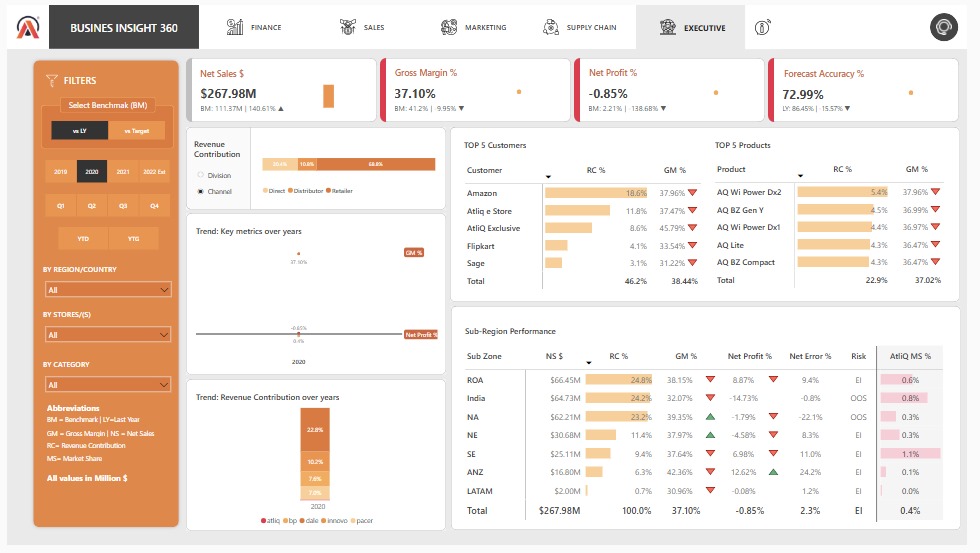 BUSINES INSIGHT 360
FINANCE
SALES
MARKETING
SUPPLY CHAIN
EXECUTIVE
FILTERS
Select Benchmak (BM)
vs LY
vs Target
2018
2020
2021
2022 Est
Q1
Q2
Q3
Q4
YTD
YTG
BY REGION/COUNTRY
All
BY STORES/(S)
All
BY CATEGORY
All
Abbreviations
BM = Benchmark | LY=Last Year
GM = Gross Margin | NS = Net Sales
RC= Revenue Contribution
MS= Market Share
All values in Million $
Net Sales $
$267.98M
BM: 111.37M | 140.61% ▲
Gross Margin %
37.10%
BM: 41.2% | -9.95% ▼
Net Profit %
-0.85%
BM: 2.21% | -138.68% ▼
Forecast Accuracy %
72.99%
LY: 86.45% | -15.57% ▼
Revenue
Contribution
Division
Channel
10.8%
68.8%
Direct Distributor Retailer
Trend: Key metrics over years
GM %
37.10%
-0.85%
Net Profit %
2020
Trend: Revenue Contribution over years
22.8%
10.2%
7.6%
7.0%
2020
atliq bp dale innovo pacer
TOP 5 Customers
Customer RC % GM %
Amazon 18.6% 37.96%
Atliq e Store 11.8% 37.47%
AtliQ Exclusive 8.6% 45.79%
Flipkart 4.1% 33.54%
Sage 3.1% 31.22%
Total 46.2% 38.44%
TOP 5 Products
Product RC % GM %
AQ Wi Power Dx2 5.4% 37.96%
AQ BZ Gen Y 4.5% 36.99%
AQ Wi Power Dx1 4.4% 36.97%
AQ Lite 4.3% 36.47%
AQ BZ Compact 4.3% 36.47%
Total 22.9% 37.02%
Sub-Region Performance
Sub Zone NS $ RC % GM % Net Profit % Net Error % Risk AtliQ MS %
ROA $66.45M 24.8% 38.15% 8.87% 9.4% EI 0.6%
India $64.73M 24.2% 32.07% -14.73% -0.8% OOS 0.8%
NA $62.21M 23.2% 39.35% -1.79% -22.1% OOS 0.3%
NE $30.68M 11.4% 37.97% -4.58% 8.3% EI 0.3%
SE $25.11M 9.4% 37.64% 6.98% 11.0% EI 1.1%
ANZ $16.80M 6.3% 42.36% 12.62% 24.2% EI 0.1%
LATAM $2.00M 0.7% 30.96% -0.08% 1.2% EI 0.0%
Total $267.98M 100.0% 37.10% -0.85% 2.3% EI 0.4%